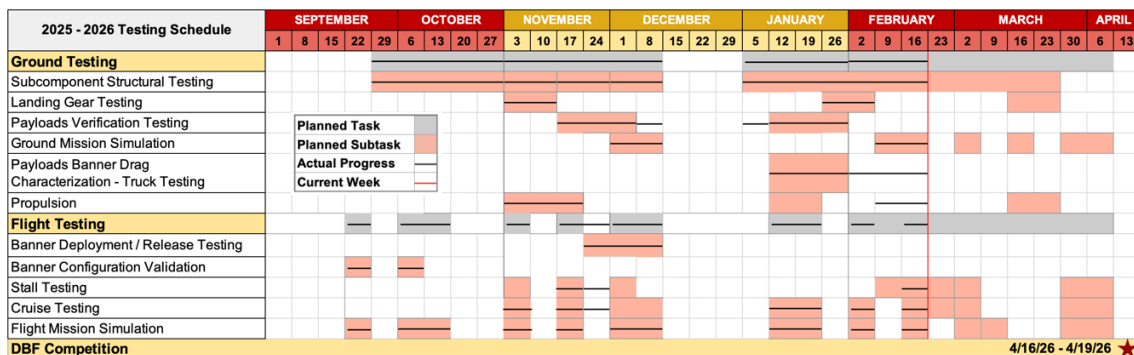 2025 - 2026 Testing Schedule
SEPTEMBER OCTOBER NOVEMBER DECEMBER JANUARY FEBRUARY MARCH APRIL
1 8 15 22 29 6 13 20 27 3 10 17 24 1 8 15 22 29 5 12 19 26 2 9 16 23 2 9 16 23 30 6 13
Ground Testing
Subcomponent Structural Testing
Landing Gear Testing
Payloads Verification Testing
Ground Mission Simulation
Payloads Banner Drag
Characterization - Truck Testing
Propulsion
Planned Task
Planned Subtask
Actual Progress
Current Week
Flight Testing
Banner Deployment / Release Testing
Banner Configuration Validation
Stall Testing
Cruise Testing
Flight Mission Simulation
DBF Competition 4/16/26 - 4/19/26